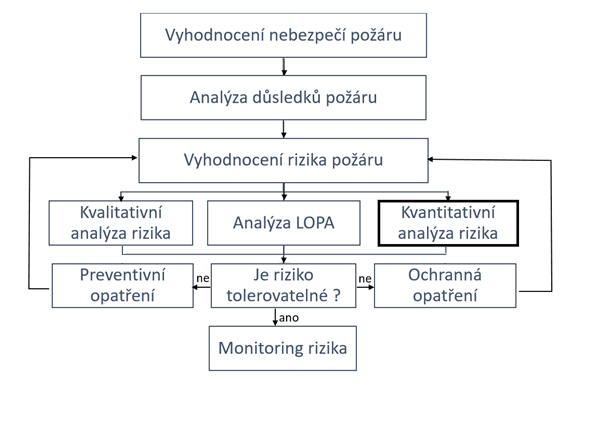 Vyhodnocení nebezpečí požáru
Analýza důsledků požáru
Vyhodnocení rizika požáru
Kvalitativní
analýza rizika
Analýza LOPA
Kvantitativní
analýza rizika
Preventivní
opatření
ne
Je riziko
tolerovatelné ?
ne
Ochranná
opatření
ano
Monitoring rizika